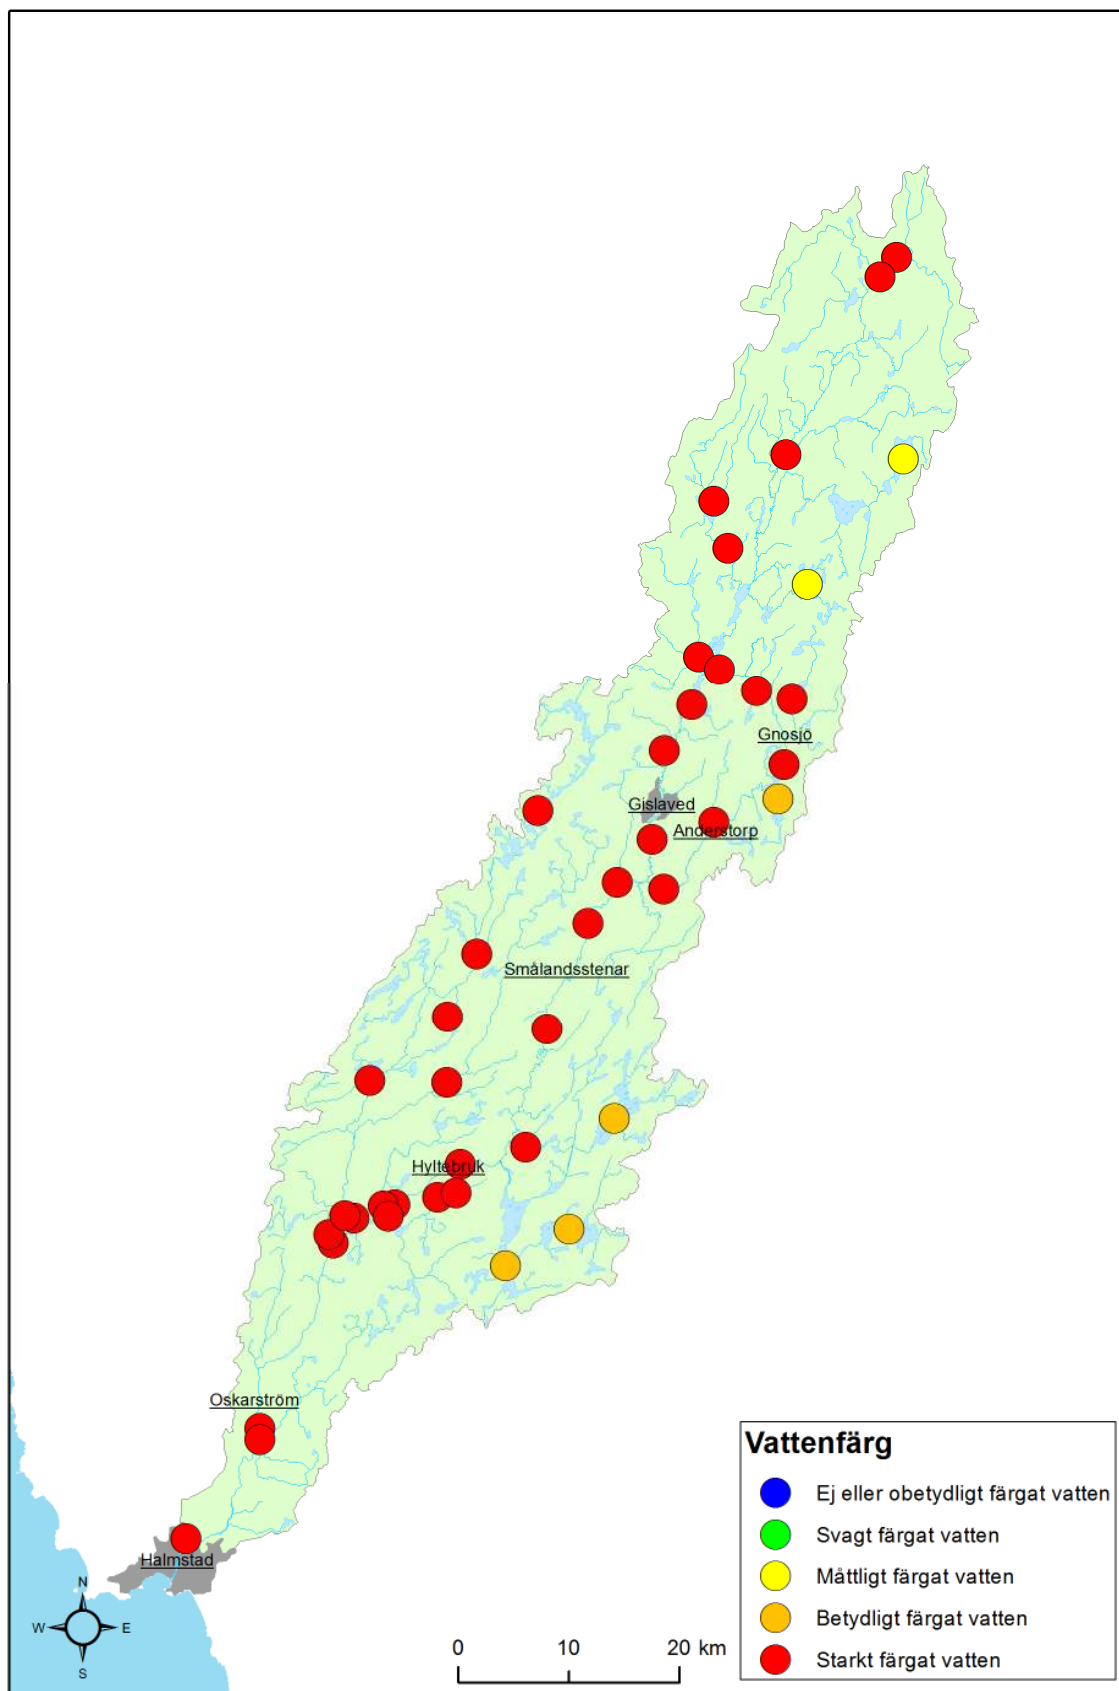 Gnosjö
Gislaved
Anderstorp
Smålandsstenar
Hyltebruk
Oskarström
Halmstad
N
W E
S
0 10 20 km
Vattenfärg
Ej eller obetydligt färgat vatten
Svagt färgat vatten
Måttligt färgat vatten
Betydligt färgat vatten
Starkt färgat vatten